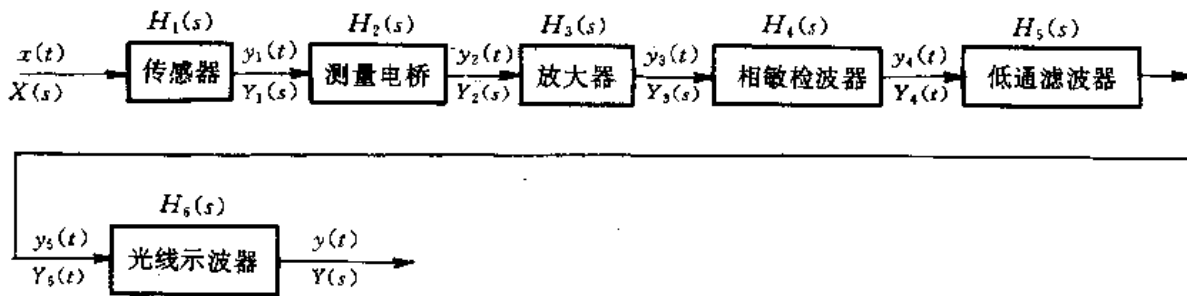 H₁(s) H₂(s) H₃(s) H₄(s) H₅(s)
x(t) 传感器 y₁(t) 测量电桥 y₂(t) 放大器 y₃(t) 相敏检波器 y₄(t) 低通滤波器
X(s) Y₁(s) Y₂(s) Y₃(s) Y₄(t)
H₆(s)
y₅(t) 光线示波器 y(t)
Y₅(t) Y(s)